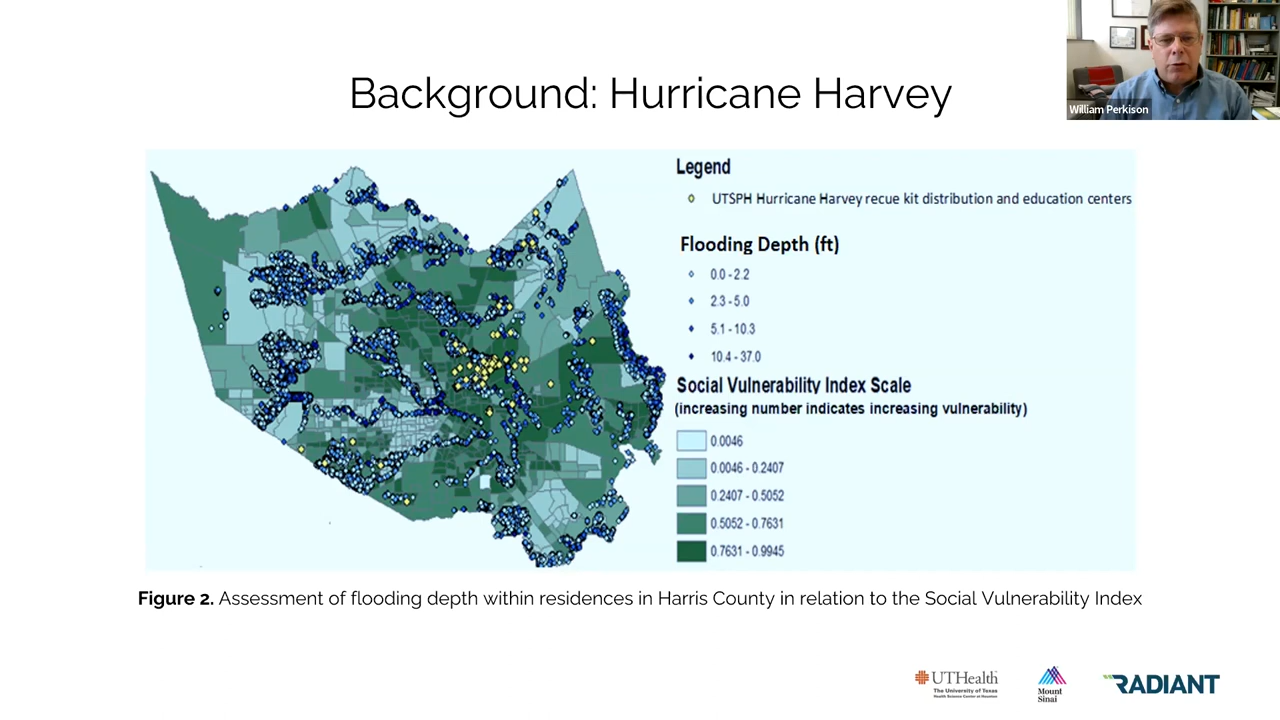 William Perkison
Background: Hurricane Harvey
Legend
UTSPH Hurricane Harvey recue kit distribution and education centers
Flooding Depth (ft)
0.0 - 2.2
2.3 - 5.0
5.1 - 10.3
10.4 - 37.0
Social Vulnerability Index Scale
(increasing number indicates increasing vulnerability)
0.0046
0.0046 - 0.2407
0.2407 - 0.5052
0.5052 - 0.7631
0.7631 - 0.9945
Figure 2. Assessment of flooding depth within residences in Harris County in relation to the Social Vulnerability Index
UTHealth
The University of Texas
Health Science Center at Houston
Mount
Sinai
RADIANT